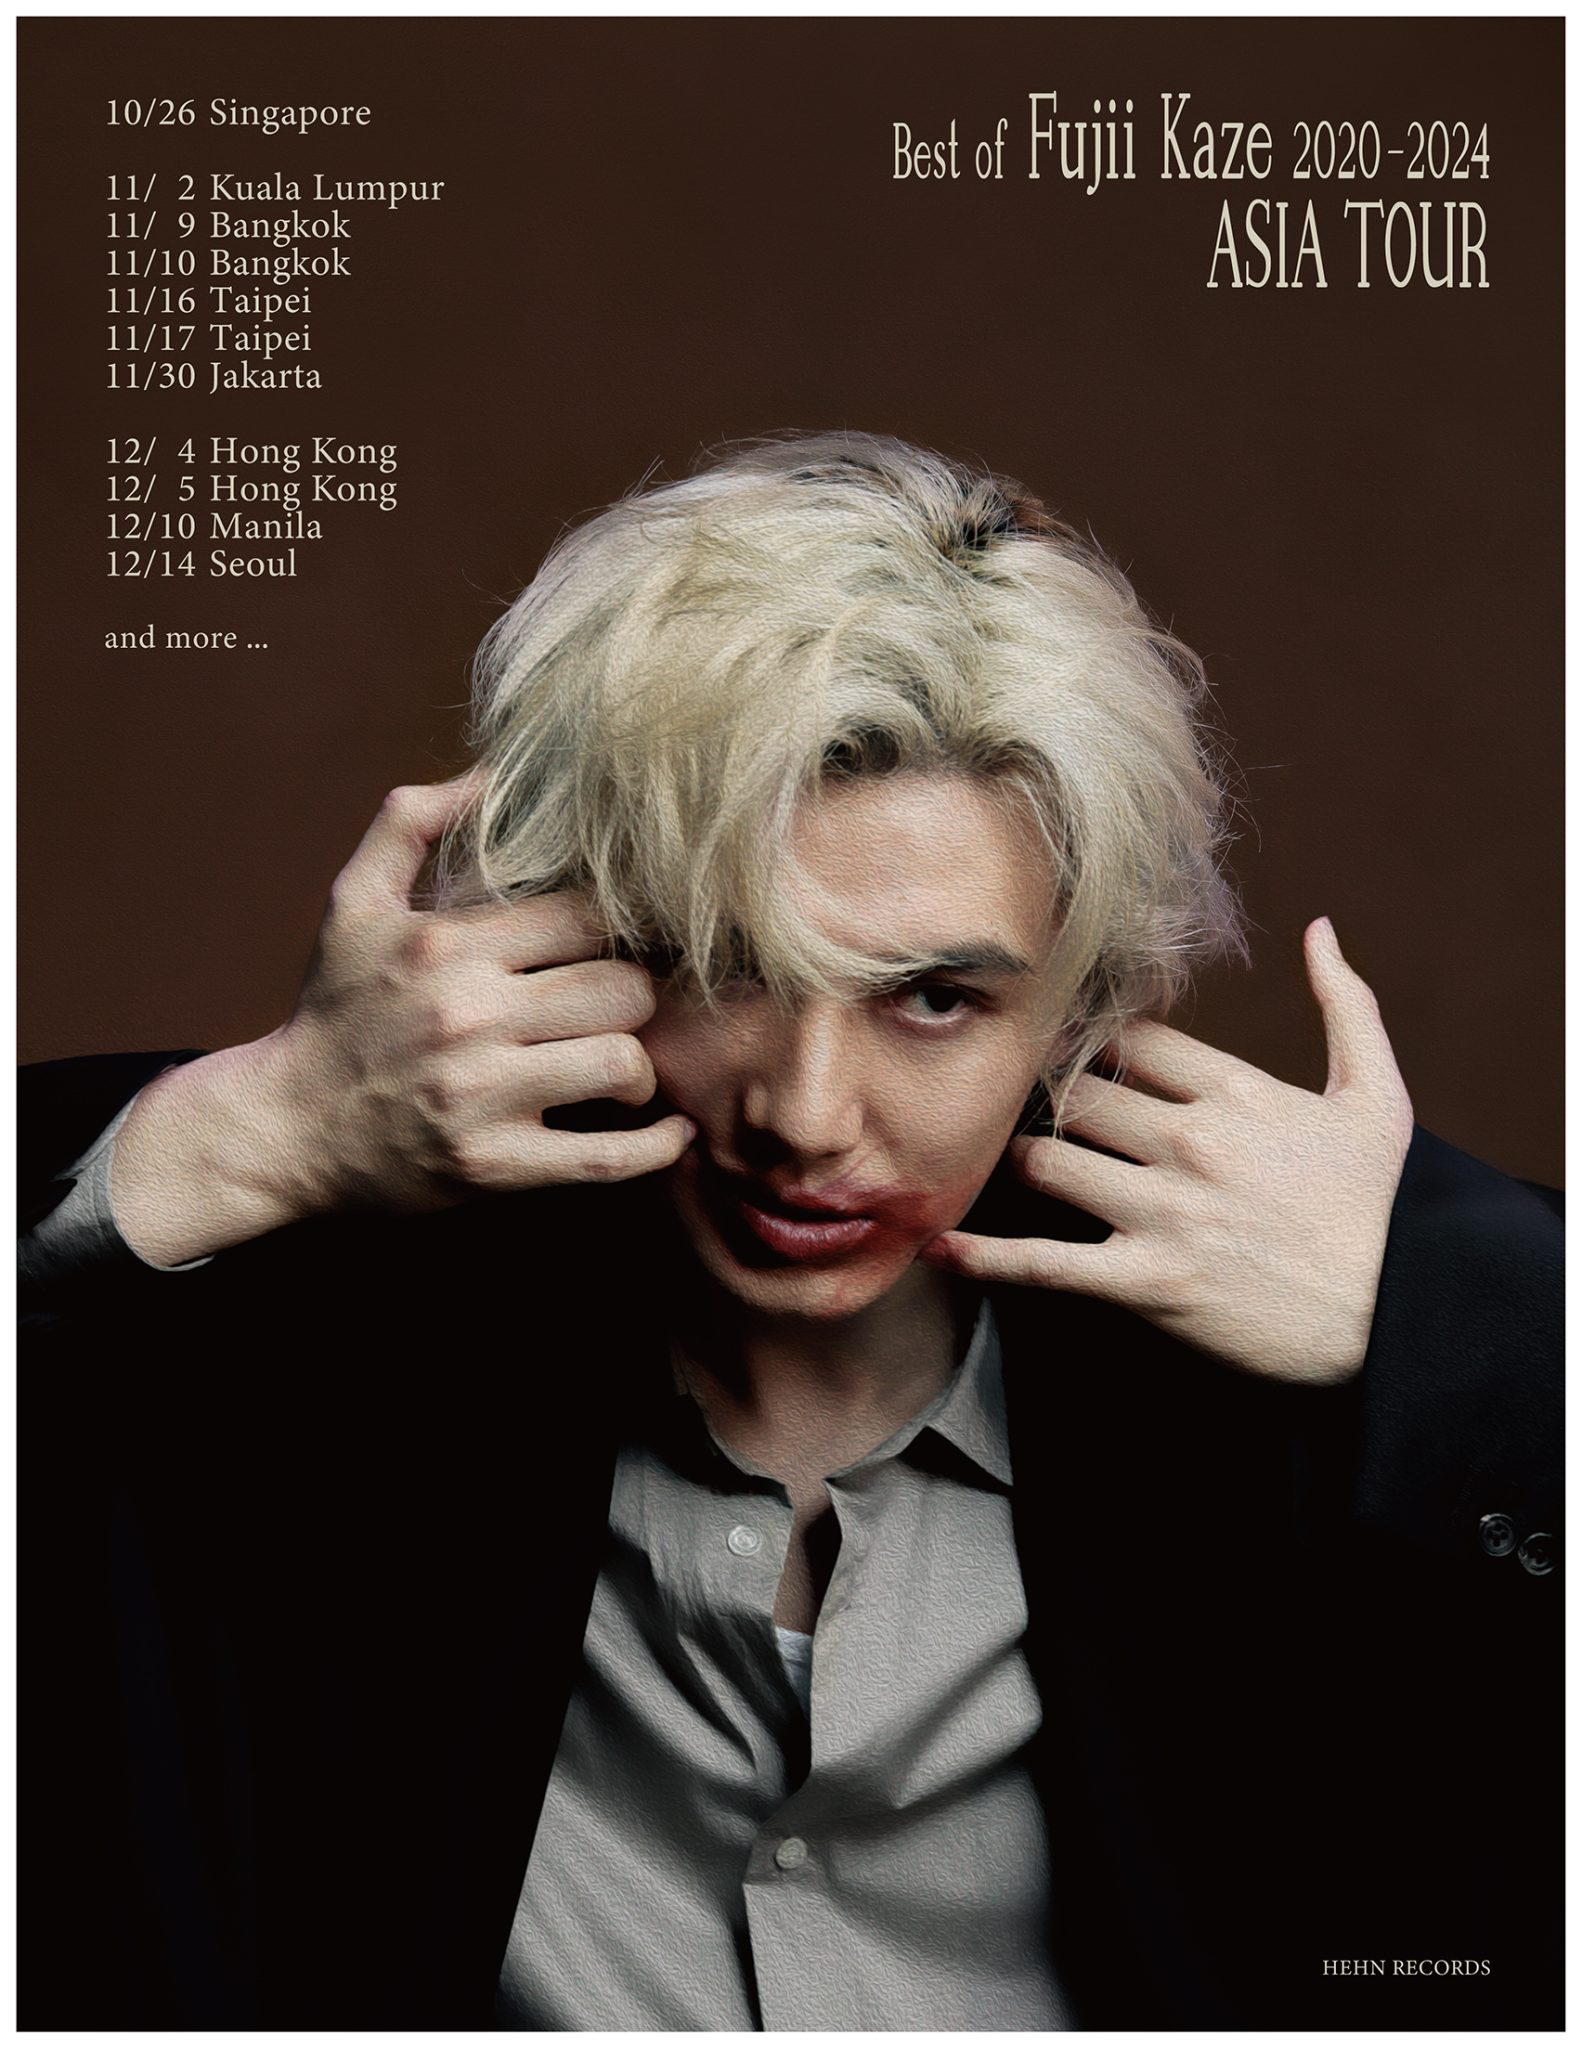 10/26 Singapore
11/ 2 Kuala Lumpur
11/ 9 Bangkok
11/10 Bangkok
11/16 Taipei
11/17 Taipei
11/30 Jakarta
12/ 4 Hong Kong
12/ 5 Hong Kong
12/10 Manila
12/14 Seoul
and more ...
Best of Fujii Kaze 2020-2024
ASIA TOUR
HEHN RECORDS